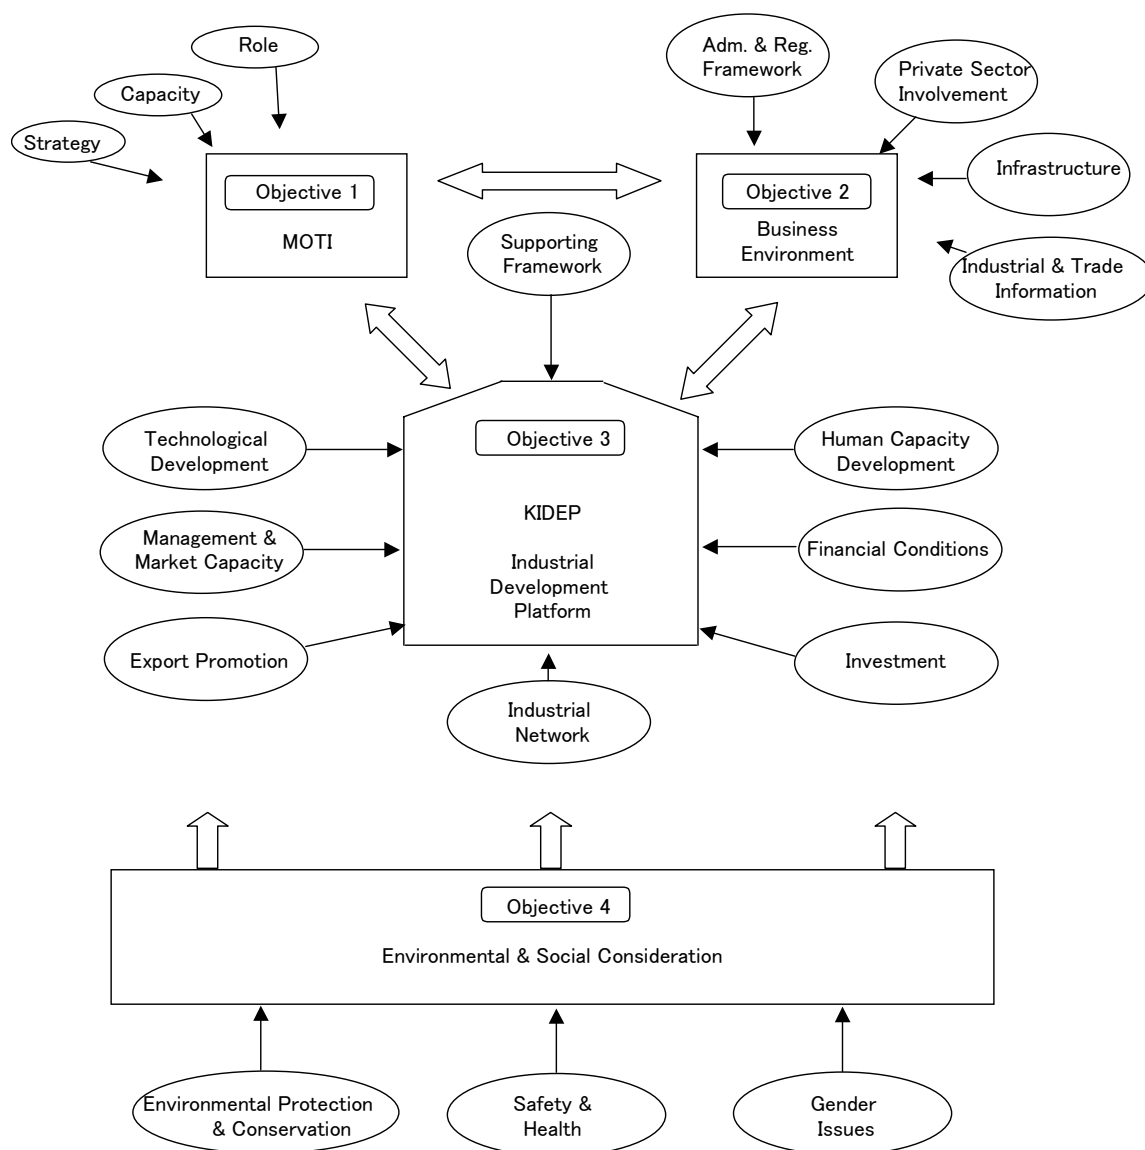 Role
Capacity
Strategy
Objective 1
MOTI
Adm. & Reg.
Framework
Private Sector
Involvement
Infrastructure
Industrial & Trade
Information
Objective 2
Business
Environment
Supporting
Framework
Technological
Development
Management &
Market Capacity
Export Promotion
Objective 3
KIDEP
Industrial
Development
Platform
Human Capacity
Development
Financial Conditions
Investment
Industrial
Network
Objective 4
Environmental & Social Consideration
Environmental Protection
& Conservation
Safety &
Health
Gender
Issues